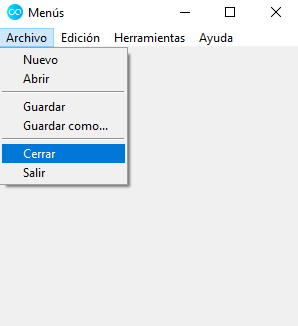 Menús
Archivo Edición Herramientas Ayuda
Nuevo
Abrir
Guardar
Guardar como...
Cerrar
Salir